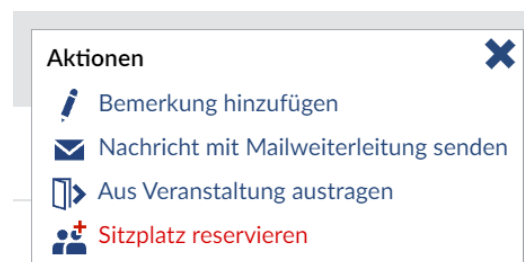 Aktionen
Bemerkung hinzufügen
Nachricht mit Mailweiterleitung senden
Aus Veranstaltung austragen
Sitzplatz reservieren